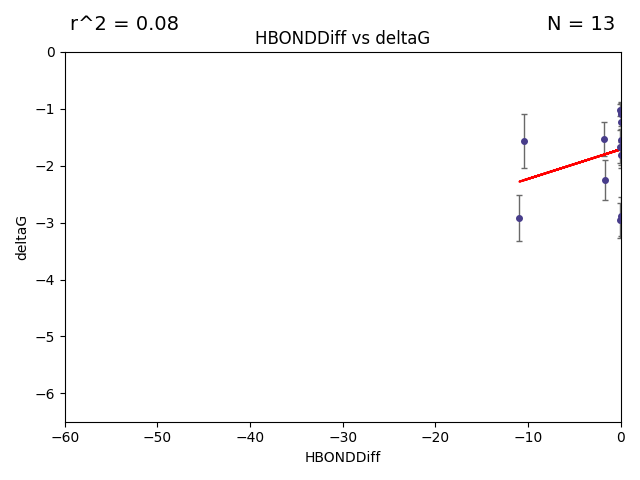 r^2 = 0.08
N = 13
HBONDDiff vs deltaG
0
−1
−2
−3
−4
−5
−6
deltaG
−60
−50
−40
−30
−20
−10
0
HBONDDiff